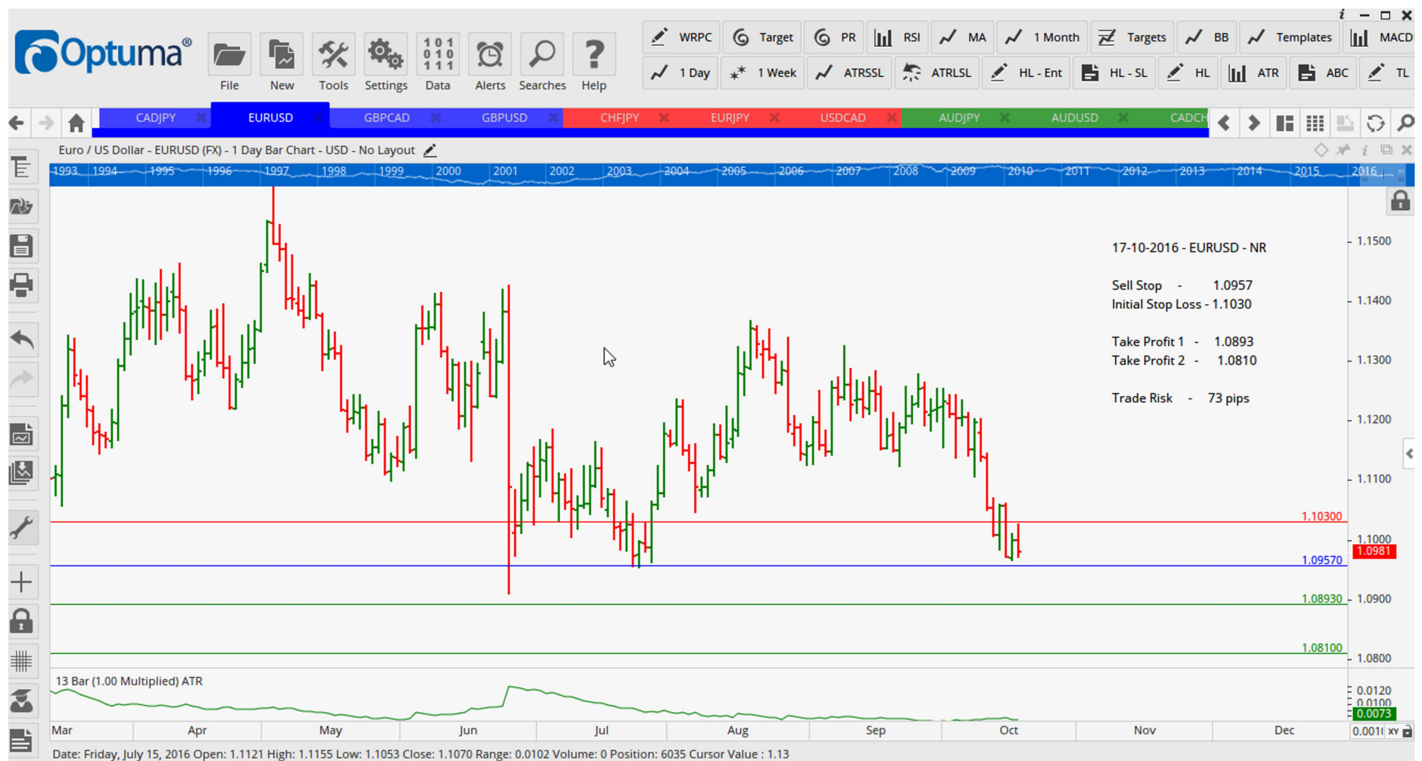 Optuma®
File New Tools Settings Data Alerts Searches Help
WRPC Target PR RSI MA 1 Month Targets BB Templates MACD
1 Day 1 Week ATRSSL ATRLSL HL - Ent HL - SL HL ATR ABC TL
CADJPY EURUSD GBPCAD GBPUSD CHFJPY EURJPY USDCAD AUDJPY AUDUSD CADCH
Euro / US Dollar - EURUSD (FX) - 1 Day Bar Chart - USD - No Layout
1993 1994 1995 1996 1997 1998 1999 2000 2001 2002 2003 2004 2005 2006 2007 2008 2009 2010 2011 2012 2013 2014 2015 2016
17-10-2016 - EURUSD - NR
Sell Stop - 1.0957
Initial Stop Loss - 1.1030
Take Profit 1 - 1.0893
Take Profit 2 - 1.0810
Trade Risk - 73 pips
1.1500
1.1400
1.1300
1.1200
1.1100
1.10300
1.1000
1.0981
1.09570
1.0900
1.08930
1.08100
1.0800
13 Bar (1.00 Multiplied) ATR
0.0120
0.0100
0.0073
Mar Apr May Jun Jul Aug Sep Oct Nov Dec
0.001( XY
Date: Friday, July 15, 2016 Open: 1.1121 High: 1.1155 Low: 1.1053 Close: 1.1070 Range: 0.0102 Volume: 0 Position: 6035 Cursor Value : 1.13